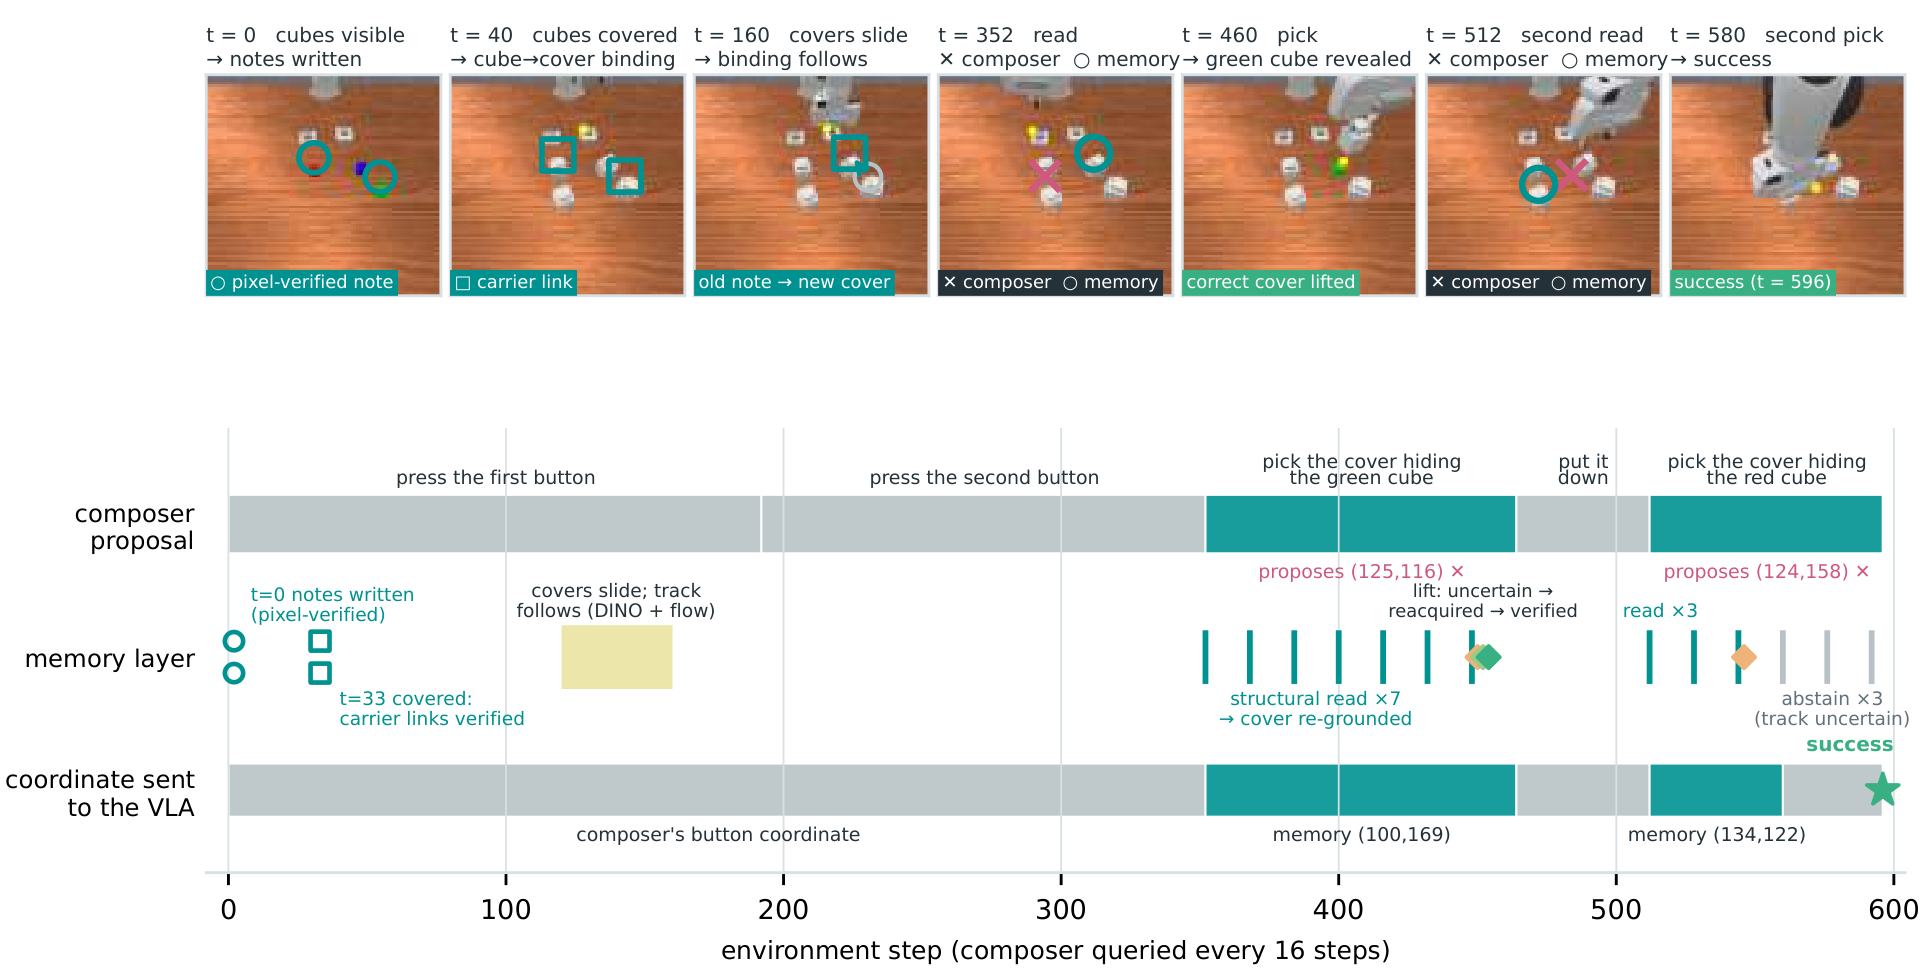 t = 0   cubes visible
→ notes written
t = 40   cubes covered
→ cube→cover binding
t = 160   covers slide
→ binding follows
t = 352   read
✕ composer  ○ memory
t = 460   pick
→ green cube revealed
t = 512   second read
✕ composer  ○ memory
t = 580   second pick
→ success
○ pixel-verified note
□ carrier link
old note → new cover
✕ composer  ○ memory
correct cover lifted
✕ composer  ○ memory
success (t = 596)
press the first button
press the second button
pick the cover hiding
the green cube
put it
down
pick the cover hiding
the red cube
composer
proposal
proposes (125,116) ✕
proposes (124,158) ✕
t=0 notes written
(pixel-verified)
covers slide; track
follows (DINO + flow)
lift: uncertain →
reacquired → verified
read ×3
memory layer
t=33 covered:
carrier links verified
structural read ×7
→ cover re-grounded
abstain ×3
(track uncertain)
success
coordinate sent
to the VLA
composer's button coordinate
memory (100,169)
memory (134,122)
0
100
200
300
400
500
600
environment step (composer queried every 16 steps)